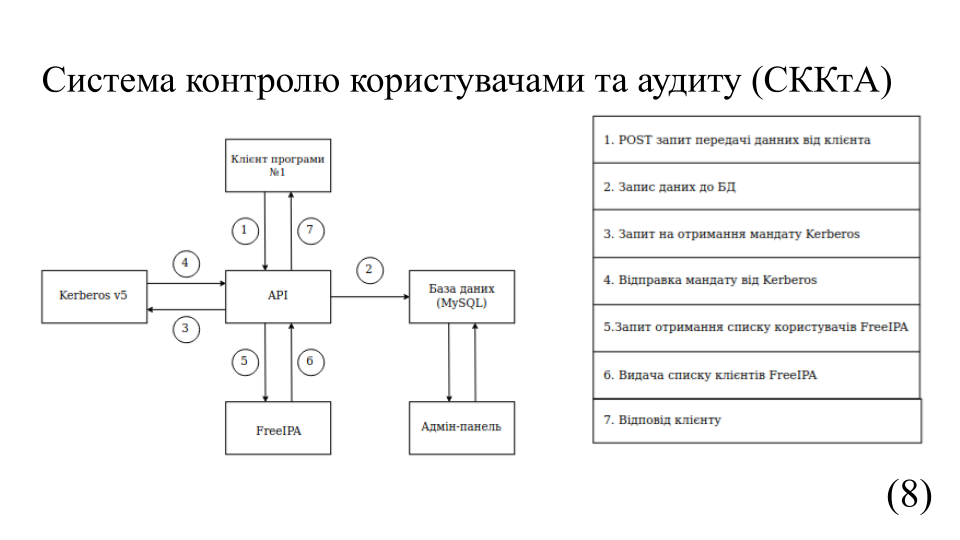 Система контролю користувачами та аудиту (СККтА)
Клієнт програми
№1
1
7
4
2
Kerberos v5
API
База даних
(MySQL)
3
5
6
FreeIPA
Адмін-панель
1. POST запит передачі данних від клієнта
2. Запис даних до БД
3. Запит на отримання мандату Kerberos
4. Відправка мандату від Kerberos
5.Запит отримання списку користувачів FreeIPA
6. Видача списку клієнтів FreeIPA
7. Відповід клієнту
(8)